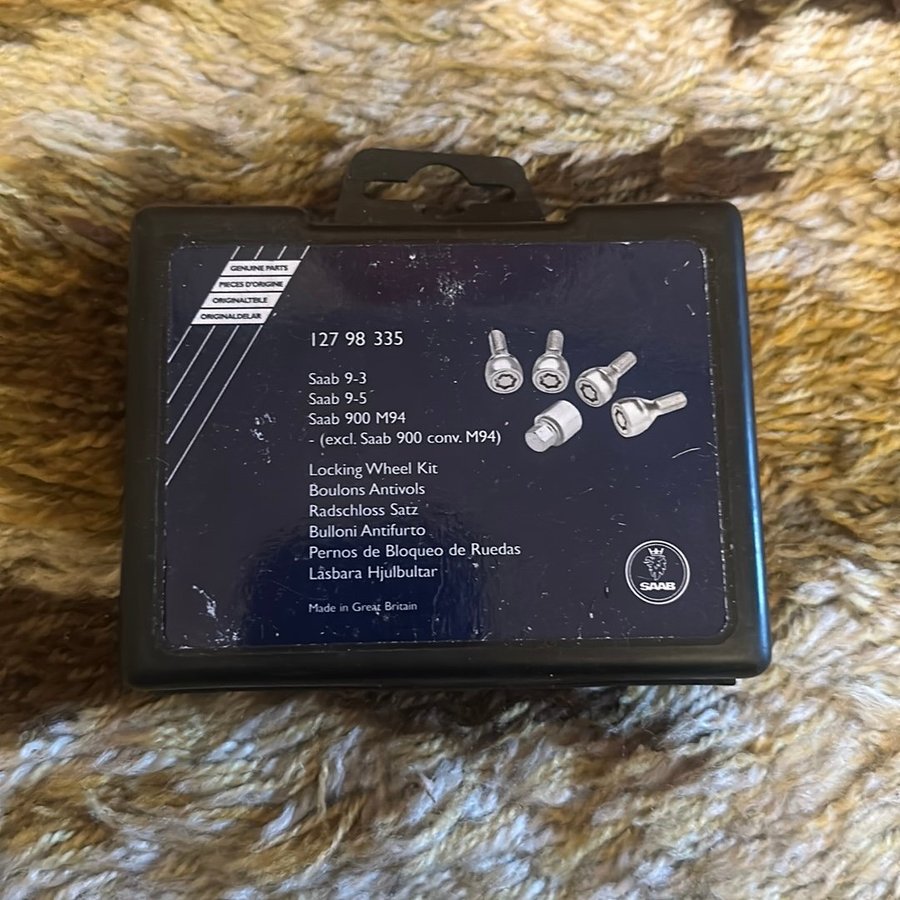 GENUINE PARTS
PIECES D'ORIGINE
ORIGINALTEILE
ORIGINALDELAR
127 98 335
Saab 9-3
Saab 9-5
Saab 900 M94
- (excl. Saab 900 conv. M94)
Locking Wheel Kit
Boulons Antivols
Radschloss Satz
Bulloni Antifurto
Pernos de Bloqueo de Ruedas
Låsbara Hjulbultar
Made in Great Britain
SAAB